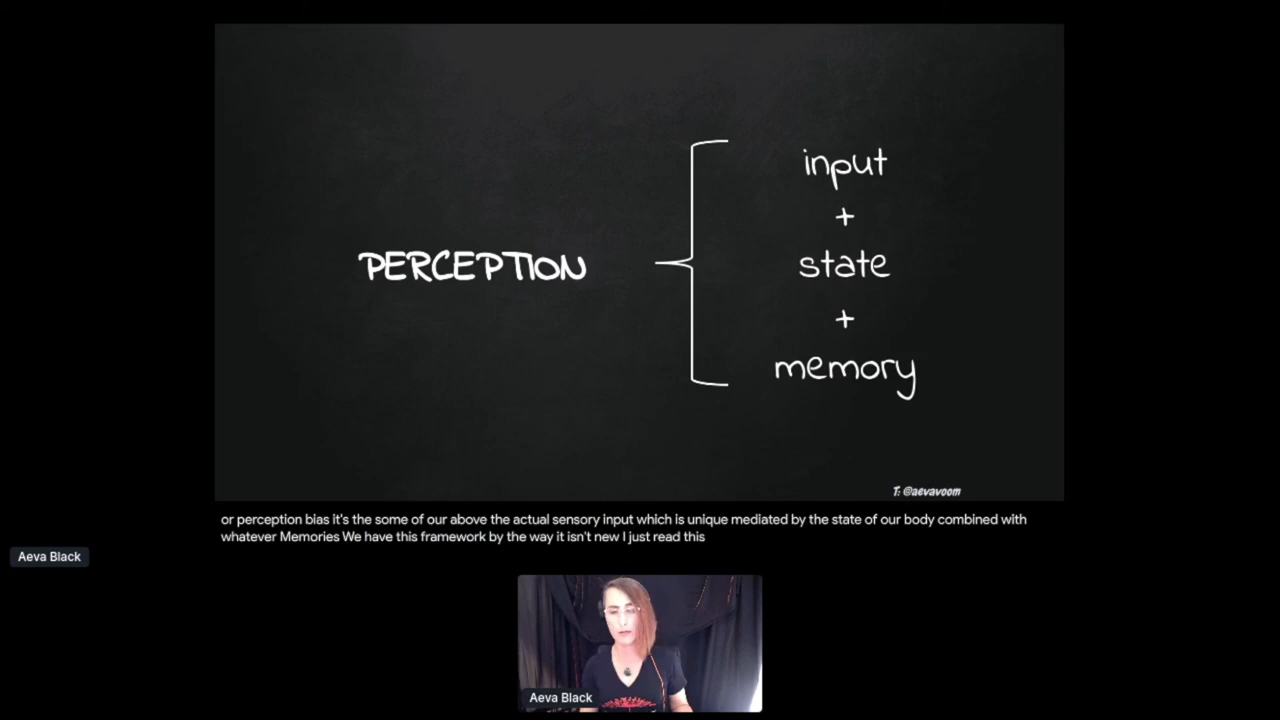 PERCEPTION
input
+
state
+
memory
T: @aevavoom
or perception bias it's the some of our above the actual sensory input which is unique mediated by the state of our body combined with
whatever Memories We have this framework by the way it isn't new I just read this
Aeva Black
Aeva Black